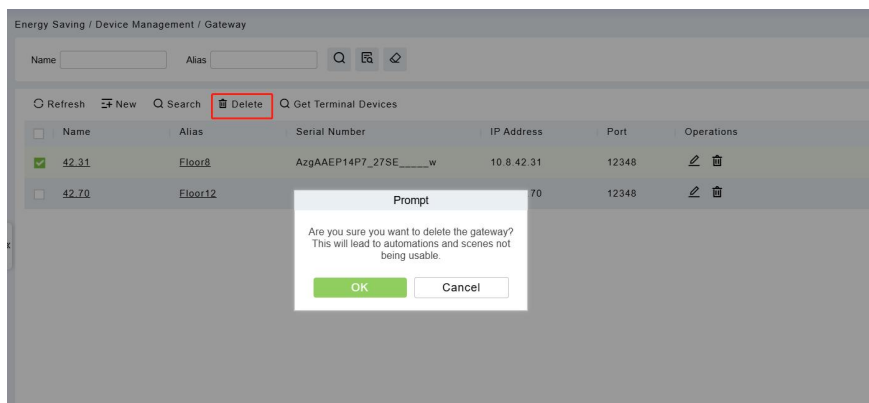 Energy Saving / Device Management / Gateway
Name Alias
Refresh New Search Delete Get Terminal Devices
Name Alias Serial Number IP Address Port Operations
42.31 Floor8 AzgAAEP14P7_27SE_____w 10.8.42.31 12348
42.70 Floor12 70 12348
Prompt
Are you sure you want to delete the gateway?
This will lead to automations and scenes not
being usable.
OK Cancel